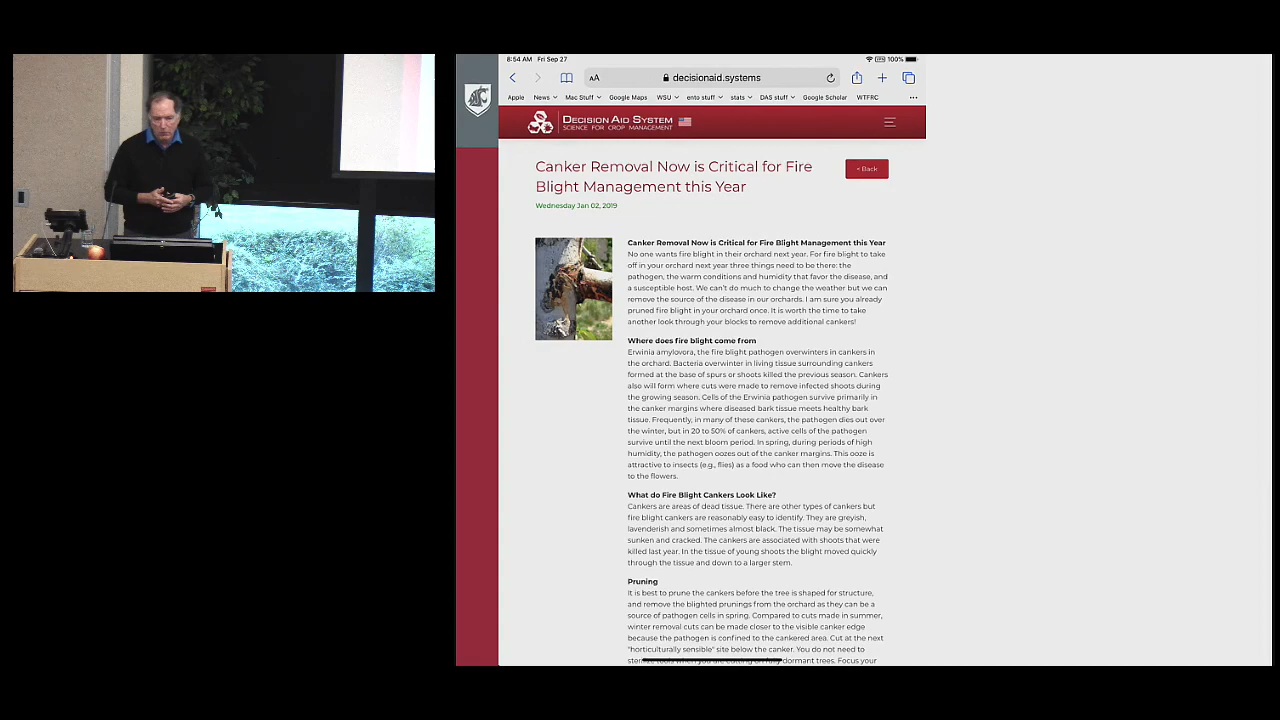 8:54 AM Fri Sep 27
100%
AA
decisionaid.systems
Apple
News
Mac Stuff
Google Maps
WSU
ento stuff
stats
DAS stuff
Google Scholar
WTFRC
DECISION AID SYSTEM
SCIENCE FOR CROP MANAGEMENT
Canker Removal Now is Critical for Fire
Blight Management this Year
< Back
Wednesday Jan 02, 2019
Canker Removal Now is Critical for Fire Blight Management this Year
No one wants fire blight in their orchard next year. For fire blight to take
off in your orchard next year three things need to be there: the
pathogen, the warm conditions and humidity that favor the disease, and
a susceptible host. We can't do much to change the weather but we can
remove the source of the disease in our orchards. I am sure you already
pruned fire blight in your orchard once. It is worth the time to take
another look through your blocks to remove additional cankers!
Where does fire blight come from
Erwinia amylovora, the fire blight pathogen overwinters in cankers in
the orchard. Bacteria overwinter in living tissue surrounding cankers
formed at the base of spurs or shoots killed the previous season. Cankers
also will form where cuts were made to remove infected shoots during
the growing season. Cells of the Erwinia pathogen survive primarily in
the canker margins where diseased bark tissue meets healthy bark
tissue. Frequently, in many of these cankers, the pathogen dies out over
the winter, but in 20 to 50% of cankers, active cells of the pathogen
survive until the next bloom period. In spring, during periods of high
humidity, the pathogen oozes out of the canker margins. This ooze is
attractive to insects (e.g., flies) as a food who can then move the disease
to the flowers.
What do Fire Blight Cankers Look Like?
Cankers are areas of dead tissue. There are other types of cankers but
fire blight cankers are reasonably easy to identify. They are greyish,
lavenderish and sometimes almost black. The tissue may be somewhat
sunken and cracked. The cankers are associated with shoots that were
killed last year. In the tissue of young shoots the blight moved quickly
through the tissue and down to a larger stem.
Pruning
It is best to prune the cankers before the tree is shaped for structure,
and remove the blighted prunings from the orchard as they can be a
source of pathogen cells in spring. Compared to cuts made in summer,
winter removal cuts can be made closer to the visible canker edge
because the pathogen is confined to the cankered area. Cut at the next
"horticulturally sensible" site below the canker. You do not need to
dormant trees. Focus your